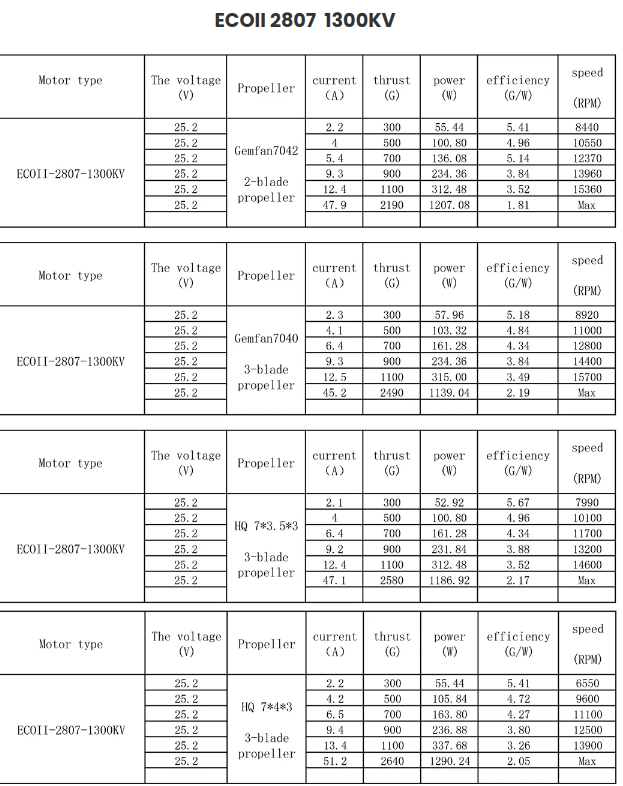 ECOII 2807 1300KV
Motor type The voltage (V) Propeller current (A) thrust (G) power (W) efficiency (G/W) speed (RPM)
ECOII-2807-1300KV Gemfan7042 2-blade propeller
25.2 2.2 300 55.44 5.41 8440
25.2 4 500 100.80 4.96 10550
25.2 5.4 700 136.08 5.14 12370
25.2 9.3 900 234.36 3.84 13960
25.2 12.4 1100 312.48 3.52 15360
25.2 47.9 2190 1207.08 1.81 Max
Motor type The voltage (V) Propeller current (A) thrust (G) power (W) efficiency (G/W) speed (RPM)
ECOII-2807-1300KV Gemfan7040 3-blade propeller
25.2 2.3 300 57.96 5.18 8920
25.2 4.1 500 103.32 4.84 11000
25.2 6.4 700 161.28 4.34 12800
25.2 9.3 900 234.36 3.84 14400
25.2 12.5 1100 315.00 3.49 15700
25.2 45.2 2490 1139.04 2.19 Max
Motor type The voltage (V) Propeller current (A) thrust (G) power (W) efficiency (G/W) speed (RPM)
ECOII-2807-1300KV HQ 7*3.5*3 3-blade propeller
25.2 2.1 300 52.92 5.67 7990
25.2 4 500 100.80 4.96 10100
25.2 6.4 700 161.28 4.34 11700
25.2 9.2 900 231.84 3.88 13200
25.2 12.4 1100 312.48 3.52 14600
25.2 47.1 2580 1186.92 2.17 Max
Motor type The voltage (V) Propeller current (A) thrust (G) power (W) efficiency (G/W) speed (RPM)
ECOII-2807-1300KV HQ 7*4*3 3-blade propeller
25.2 2.2 300 55.44 5.41 6550
25.2 4.2 500 105.84 4.72 9600
25.2 6.5 700 163.80 4.27 11100
25.2 9.4 900 236.88 3.80 12500
25.2 13.4 1100 337.68 3.26 13900
25.2 51.2 2640 1290.24 2.05 Max